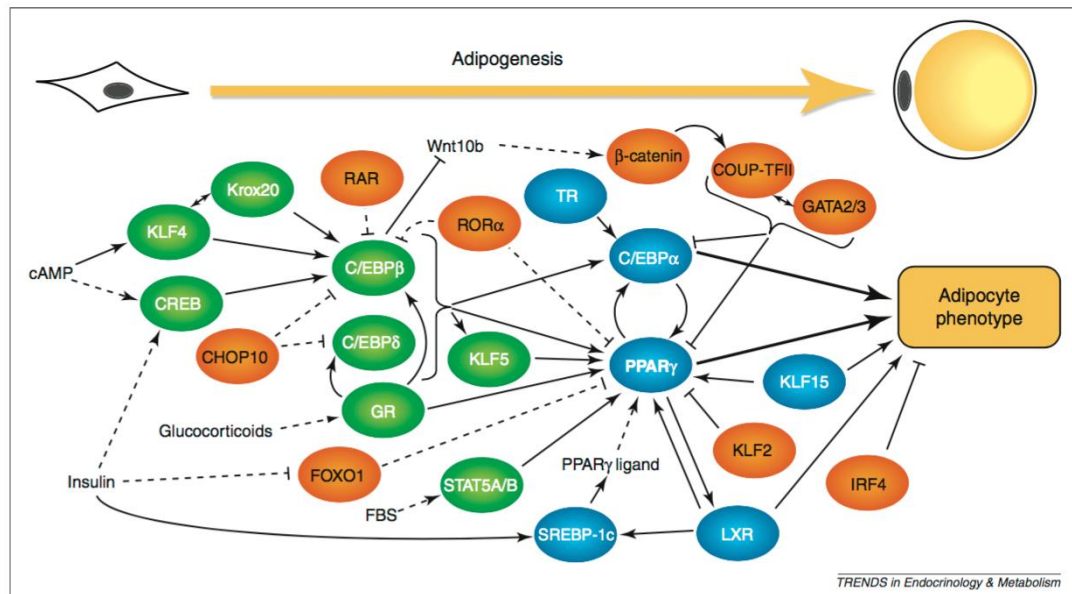 Adipogenesis
Wnt10b
β-catenin
COUP-TFII
GATA2/3
RAR
Krox20
TR
KLF4
RORα
cAMP
C/EBPβ
C/EBPα
CREB
Adipocyte
phenotype
CHOP10
C/EBPδ
KLF5
PPARγ
KLF15
GR
Glucocorticoids
KLF2
Insulin
FOXO1
PPARγ ligand
IRF4
STAT5A/B
FBS
SREBP-1c
LXR
TRENDS in Endocrinology & Metabolism